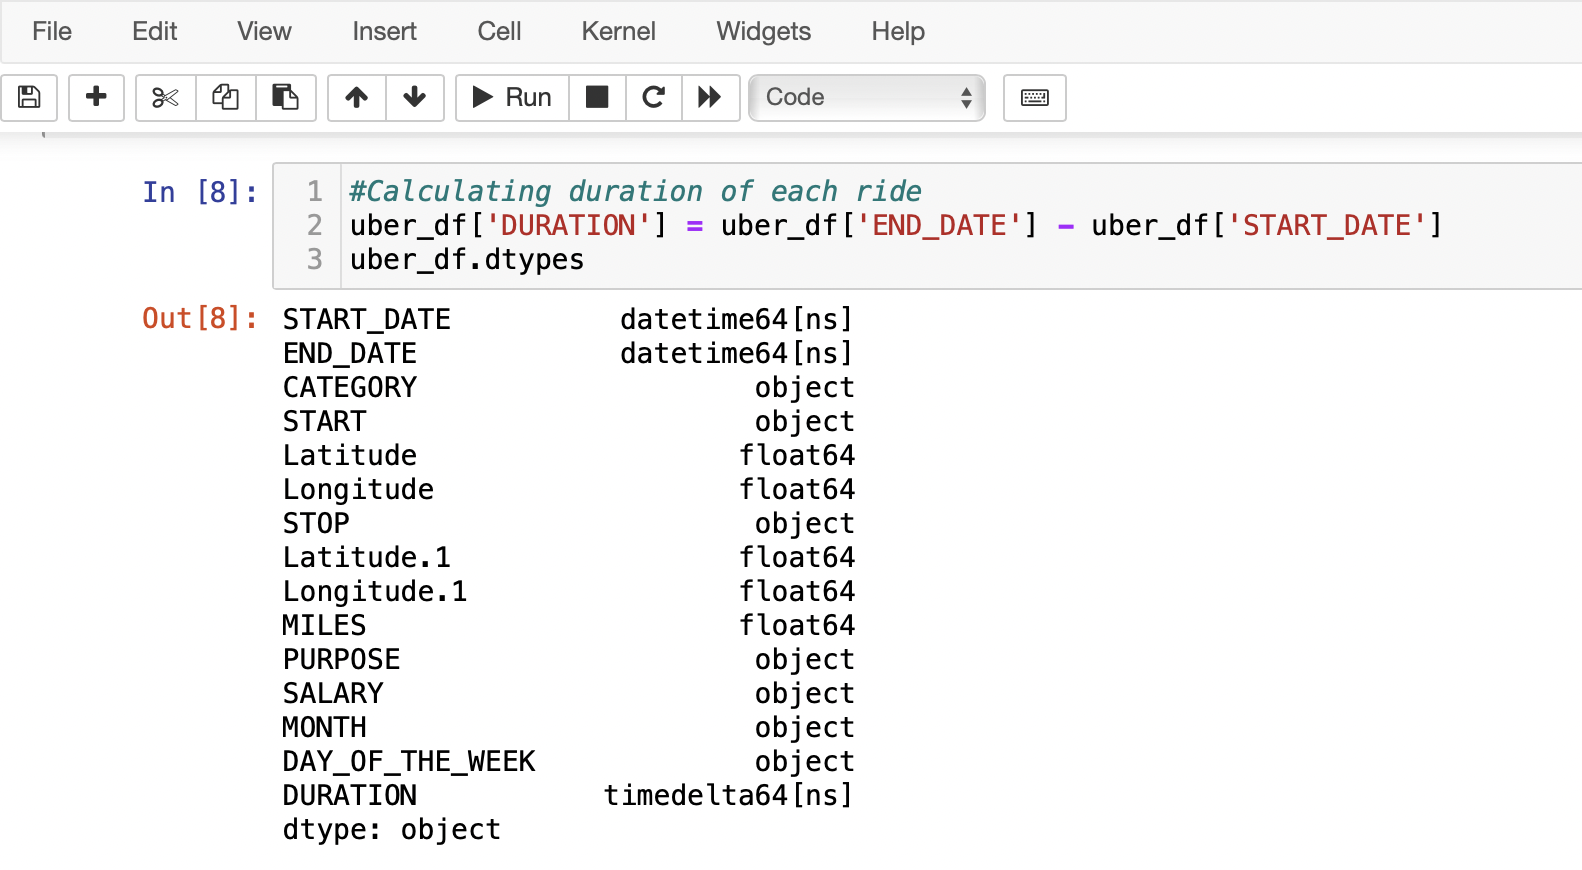 File Edit View Insert Cell Kernel Widgets Help
Run Code
In [8]:
1 #Calculating duration of each ride
2 uber_df['DURATION'] = uber_df['END_DATE'] - uber_df['START_DATE']
3 uber_df.dtypes
Out[8]:
START_DATE datetime64[ns]
END_DATE datetime64[ns]
CATEGORY object
START object
Latitude float64
Longitude float64
STOP object
Latitude.1 float64
Longitude.1 float64
MILES float64
PURPOSE object
SALARY object
MONTH object
DAY_OF_THE_WEEK object
DURATION timedelta64[ns]
dtype: object